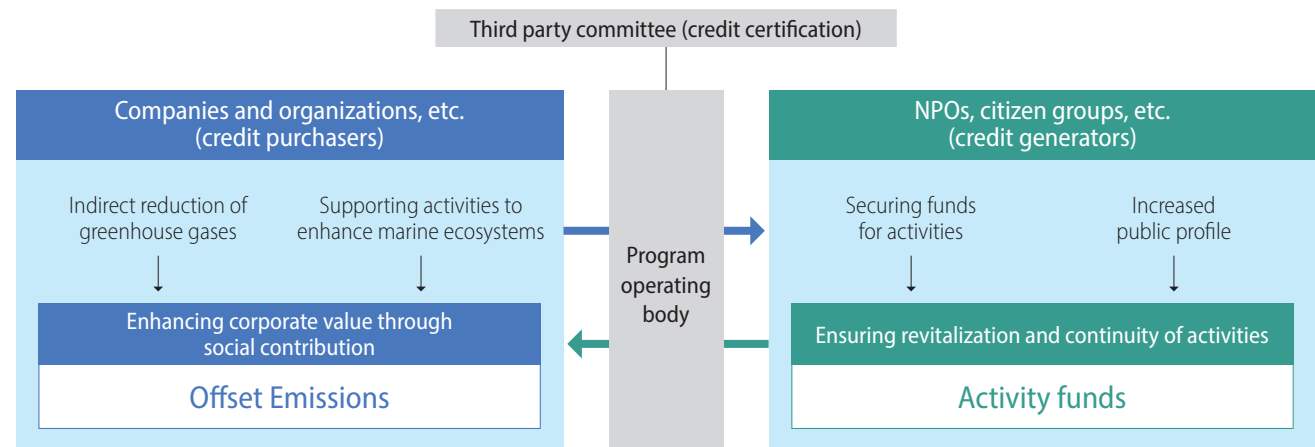 Third party committee (credit certification)
Companies and organizations, etc.
(credit purchasers)
Indirect reduction of
greenhouse gases
Supporting activities to
enhance marine ecosystems
Enhancing corporate value through
social contribution
Offset Emissions
Program
operating
body
NPOs, citizen groups, etc.
(credit generators)
Securing funds
for activities
Increased
public profile
Ensuring revitalization and continuity of activities
Activity funds